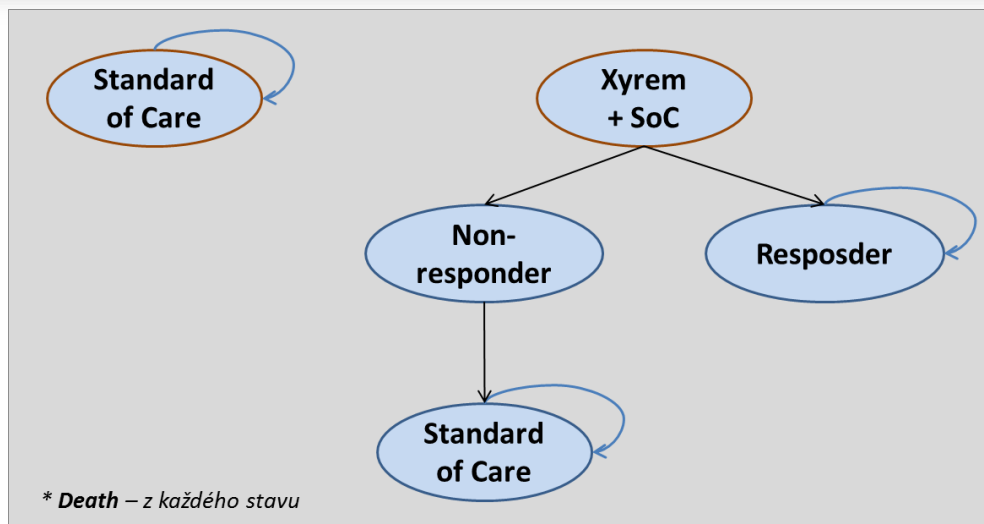 Standard
of Care
Xyrem
+ SoC
Non-
responder
Resposder
Standard
of Care
* Death – z každého stavu